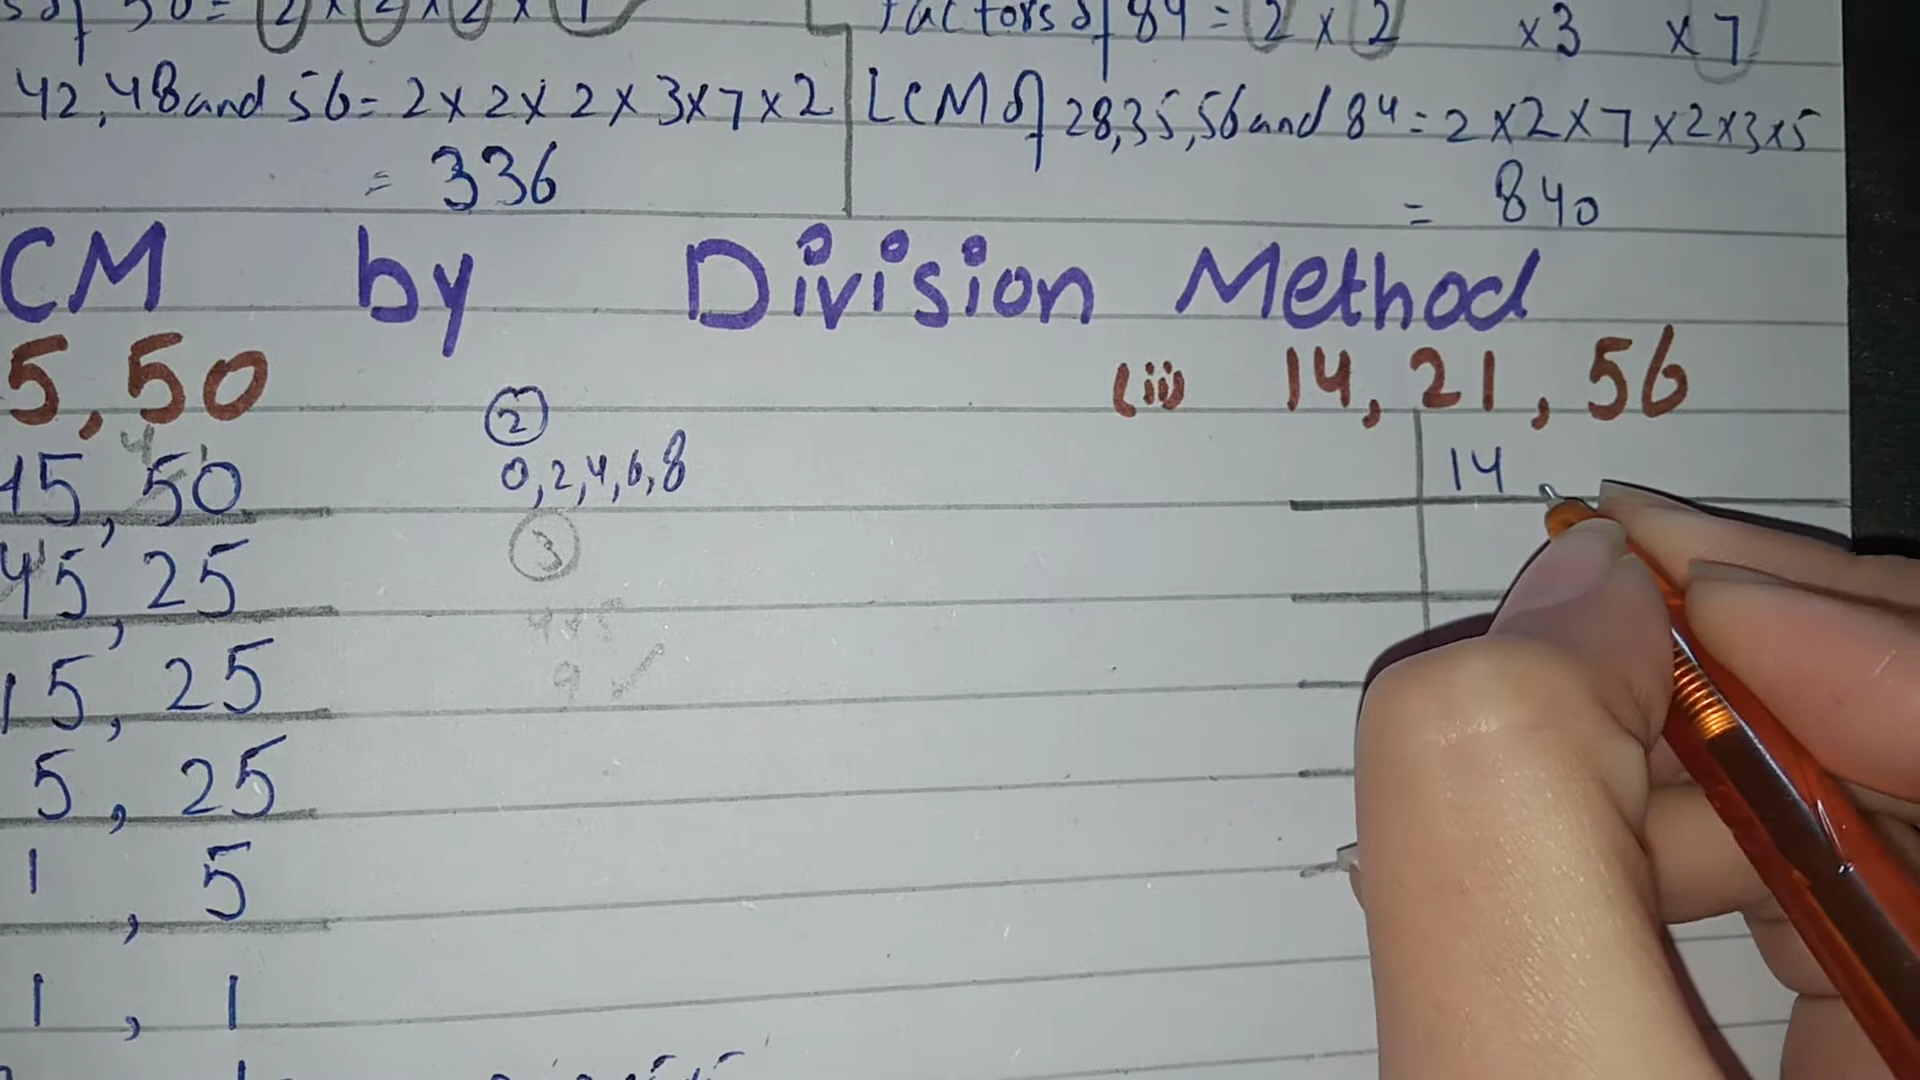 42, 48 and 56 = 2 x 2 x 2 x 3 x 7 x 2
= 336
factors of 84 = 2 x 2 x 3 x 7
LCM of 28, 35, 56 and 84 = 2 x 2 x 7 x 2 x 3 x 5
= 840
CM by Division Method
5, 50
15, 50
45, 25
15, 25
5, 25
1, 5
1, 1
2
0, 2, 4, 6, 8
3
9 ✓
(ii) 14, 21, 56
14